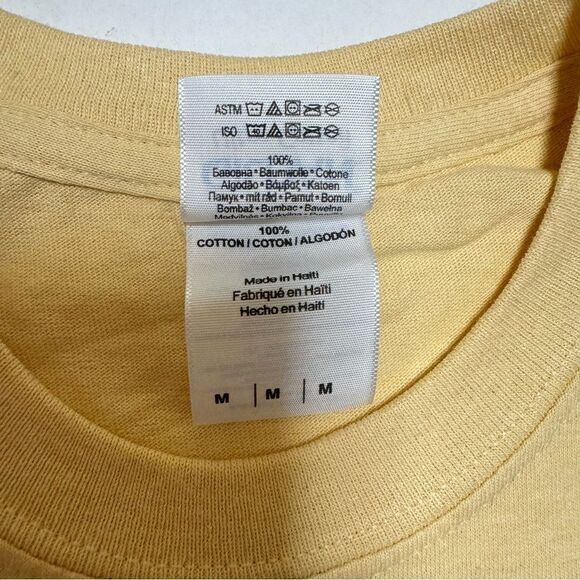 ASTM
ISO
100%
Бавовна • Baumwolle • Cotone
Algodão • Βάμβαξ • Katoen
Памук • mit råd • Pamut • Bomull
Bombaž • Bumbac • Bawełna
100%
COTTON / COTON / ALGODÓN
Made in Haiti
Fabriqué en Haïti
Hecho en Haití
M | M | M